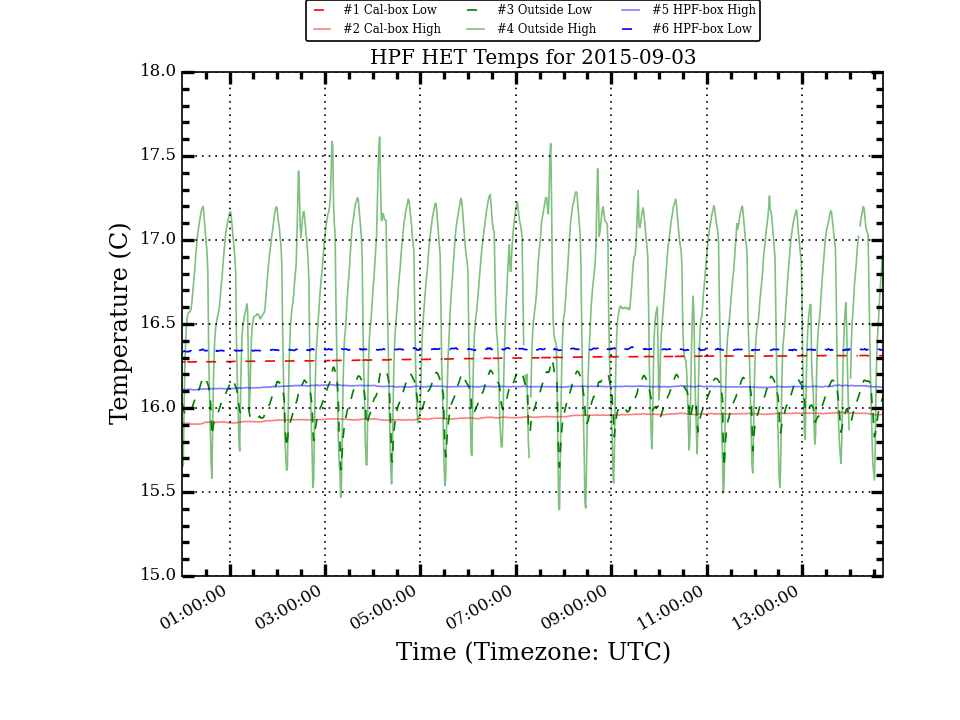 #1 Cal-box Low #3 Outside Low #5 HPF-box High
#2 Cal-box High #4 Outside High #6 HPF-box Low
HPF HET Temps for 2015-09-03
18.0
17.5
17.0
16.5
16.0
15.5
15.0
Temperature (C)
01:00:00 03:00:00 05:00:00 07:00:00 09:00:00 11:00:00 13:00:00
Time (Timezone: UTC)